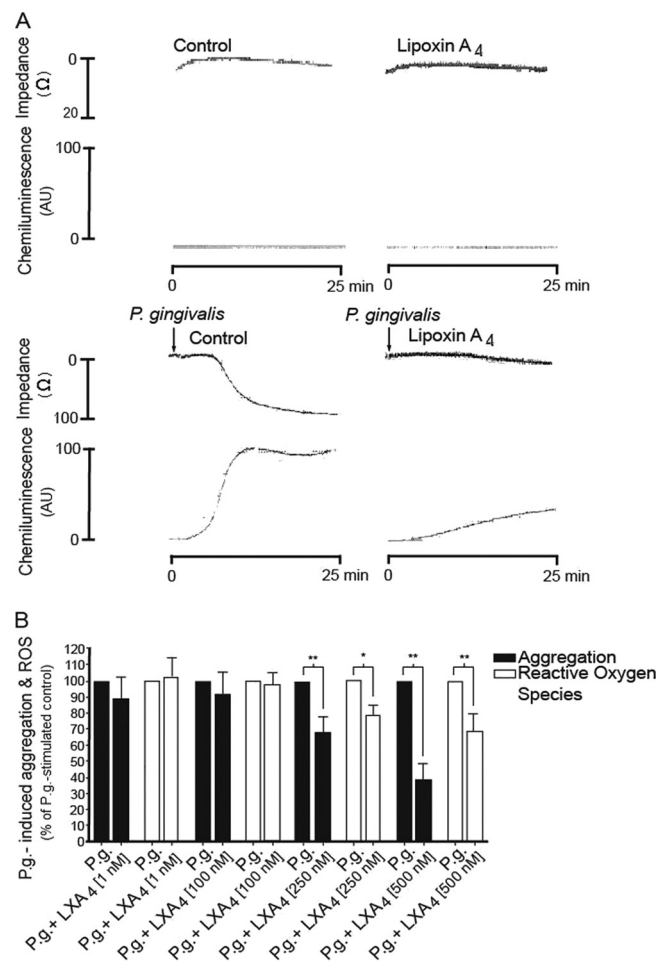 A
Control
Lipoxin A 4
Impedance
(Ω)
0
20
Chemiluminescence
(AU)
100
0
0
25 min
0
25 min
P. gingivalis
Control
P. gingivalis
Lipoxin A 4
Impedance
(Ω)
0
100
Chemiluminescence
(AU)
100
0
0
25 min
0
25 min
B
P.g.- induced aggregation & ROS
(% of P.g.-stimulated control)
120
110
100
90
80
70
60
50
40
30
20
10
0
**
*
**
**
Aggregation
Reactive Oxygen
Species
P.g.
P.g.+ LXA4 [1 nM]
P.g.
P.g.+ LXA4 [1 nM]
P.g.
P.g.+ LXA4 [100 nM]
P.g.
P.g.+ LXA4 [100 nM]
P.g.
P.g.+ LXA4 [250 nM]
P.g.
P.g.+ LXA4 [250 nM]
P.g.
P.g.+ LXA4 [500 nM]
P.g.
P.g.+ LXA4 [500 nM]